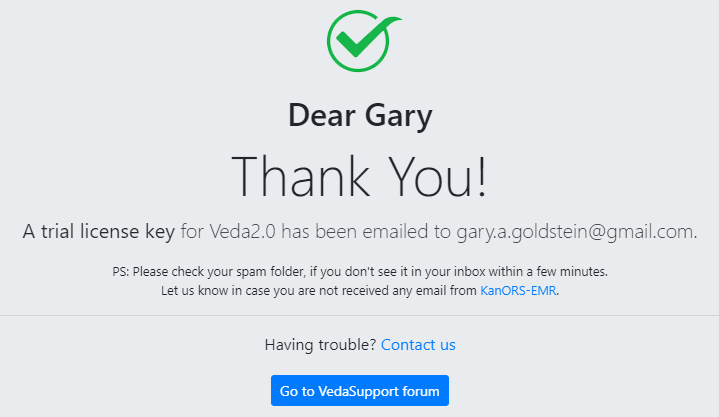 Dear Gary
Thank You!
A trial license key for Veda2.0 has been emailed to gary.a.goldstein@gmail.com.
PS: Please check your spam folder, if you don't see it in your inbox within a few minutes.
Let us know in case you are not received any email from KanORS-EMR.
Having trouble? Contact us
Go to VedaSupport forum